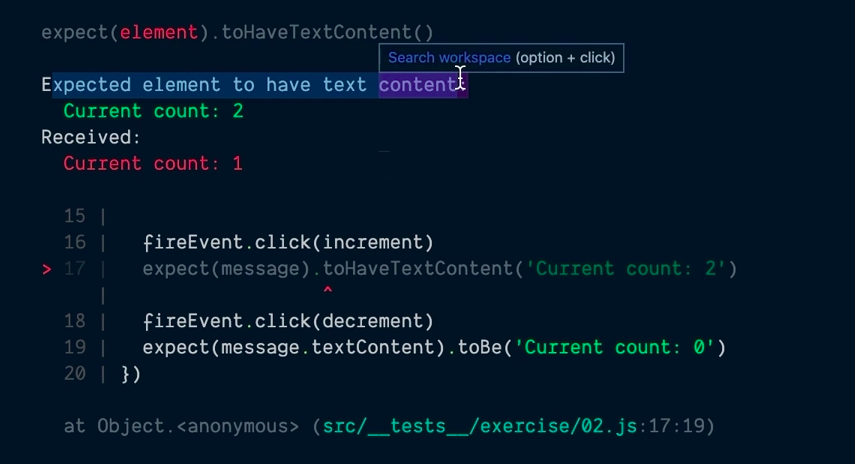 expect(element).toHaveTextContent()
Search workspace (option + click)
Expected element to have text content:
Current count: 2
Received:
Current count: 1
15 |
16 | fireEvent.click(increment)
> 17 | expect(message).toHaveTextContent('Current count: 2')
| ^
18 | fireEvent.click(decrement)
19 | expect(message.textContent).toBe('Current count: 0')
20 | })
at Object.<anonymous> (src/__tests__/exercise/02.js:17:19)